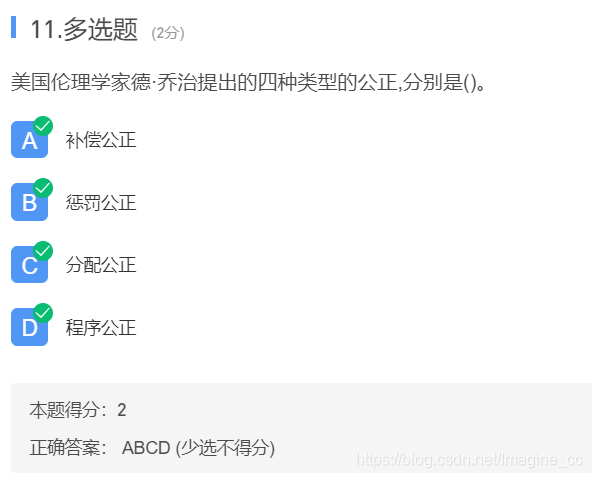 11.多选题 (2分)
美国伦理学家德·乔治提出的四种类型的公正,分别是()。
A 补偿公正
B 惩罚公正
C 分配公正
D 程序公正
本题得分：2
正确答案： ABCD (少选不得分)
https://blog.csdn.net/Imagine_cc